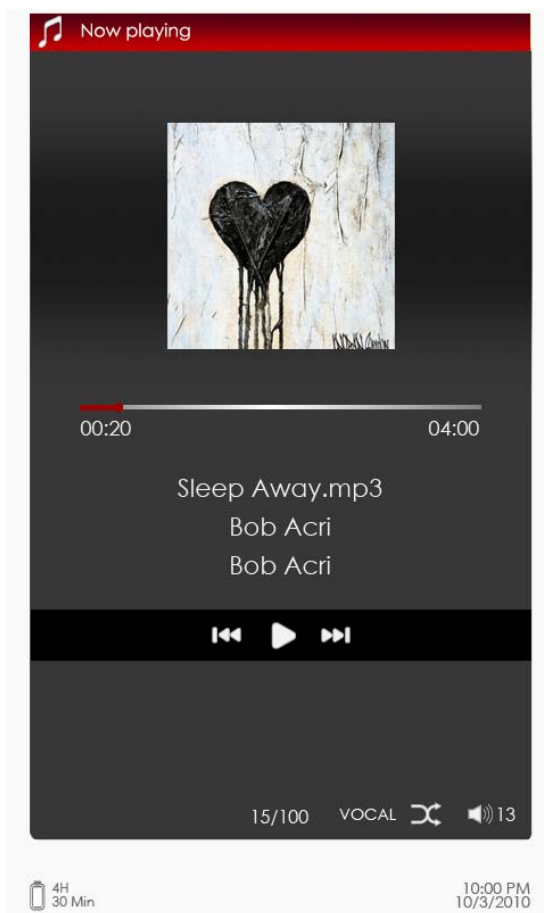 Now playing
00:20 04:00
Sleep Away.mp3
Bob Acri
Bob Acri
15/100 VOCAL 13
4H 10:00 PM
30 Min 10/3/2010